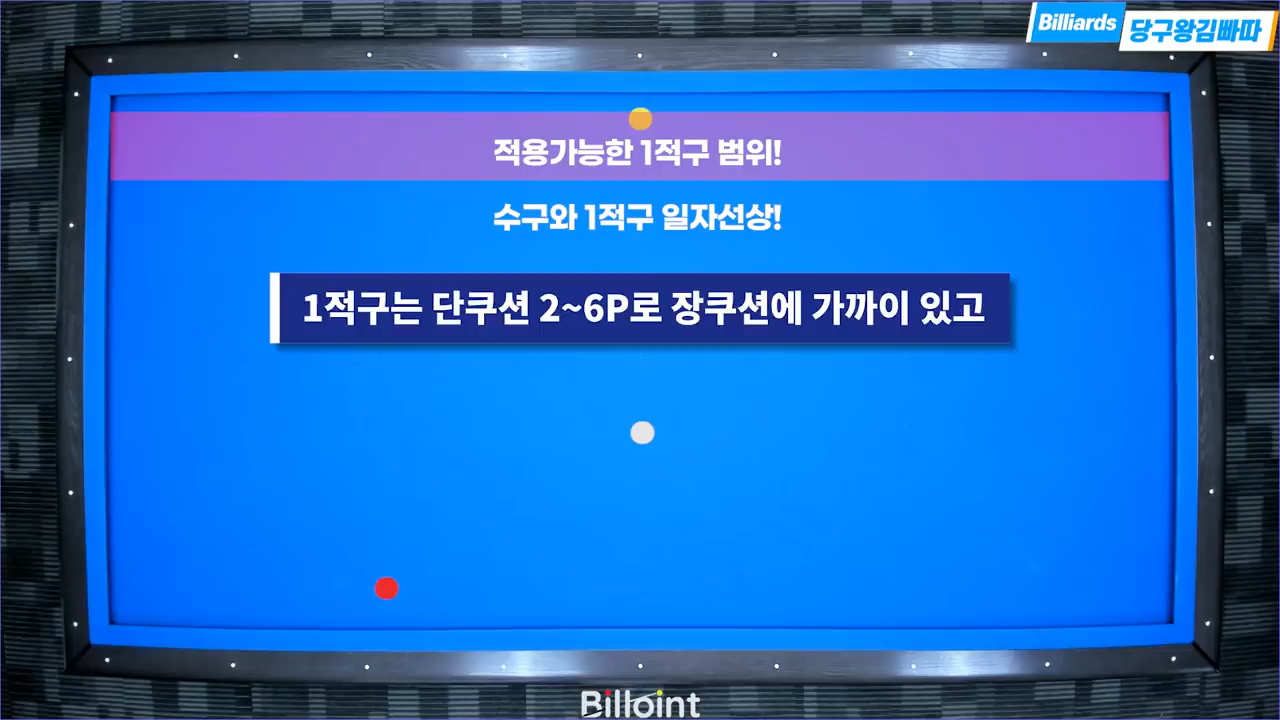 Billiards
당구왕김빠따
적용가능한 1적구 범위!
수구와 1적구 일자선상!
1적구는 단쿠션 2~6P로 장쿠션에 가까이 있고
Billoint